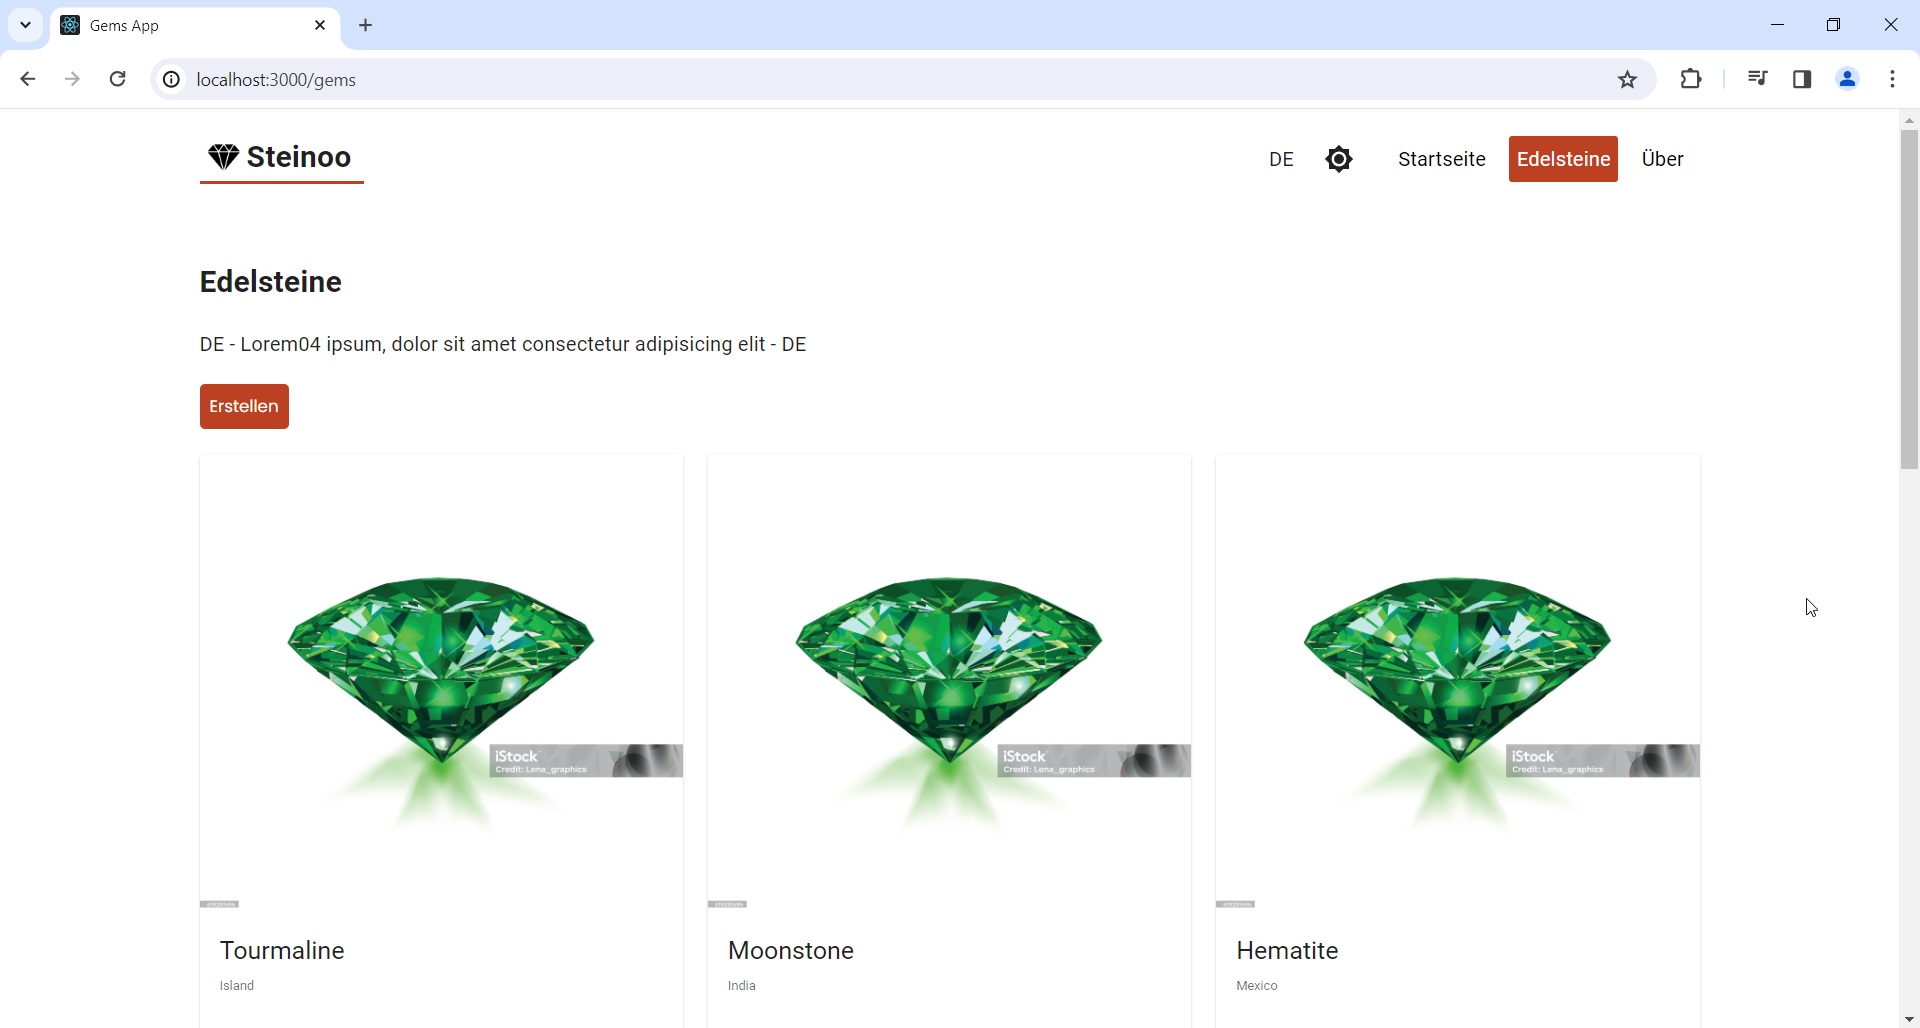 Gems App
localhost:3000/gems
Steinoo
DE Startseite Edelsteine Über
Edelsteine
DE - Lorem04 ipsum, dolor sit amet consectetur adipisicing elit - DE
Erstellen
iStock iStock iStock
Credit: Lena_graphics Credit: Lena_graphics Credit: Lena_graphics
Tourmaline Moonstone Hematite
Island India Mexico